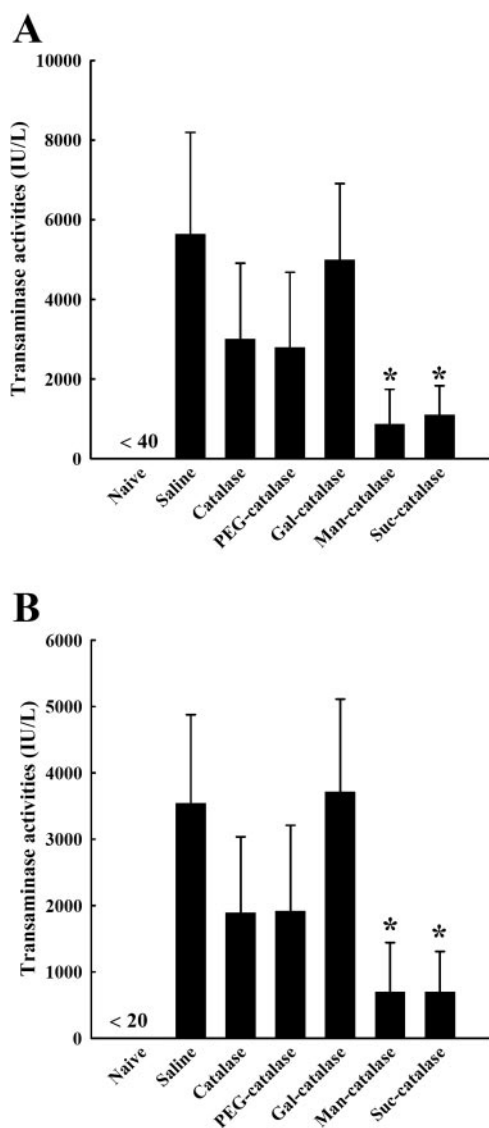 A
Transaminase activities (IU/L)
10000
8000
6000
4000
2000
0
< 40
* *
Naive Saline Catalase PEG-catalase Gal-catalase Man-catalase Suc-catalase
B
Transaminase activities (IU/L)
6000
5000
4000
3000
2000
1000
0
< 20
* *
Naive Saline Catalase PEG-catalase Gal-catalase Man-catalase Suc-catalase